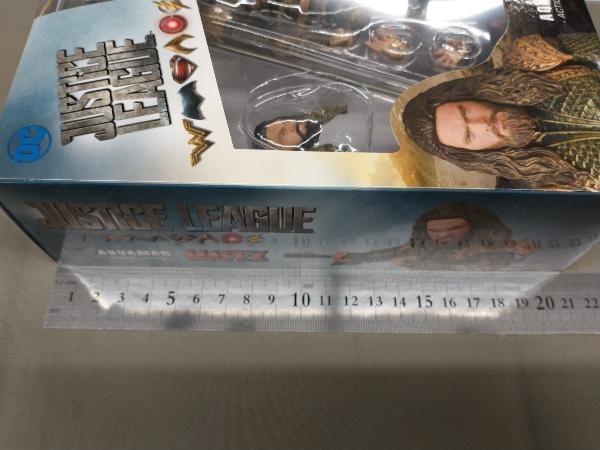 JUSTICE
LEAGUE
DC
JUSTICE LEAGUE
AQUAMAN MAFEX
1 2 3 4 5 6 7 8 9 10 11 12 13 14 15 16 17 18 19 20 21 22